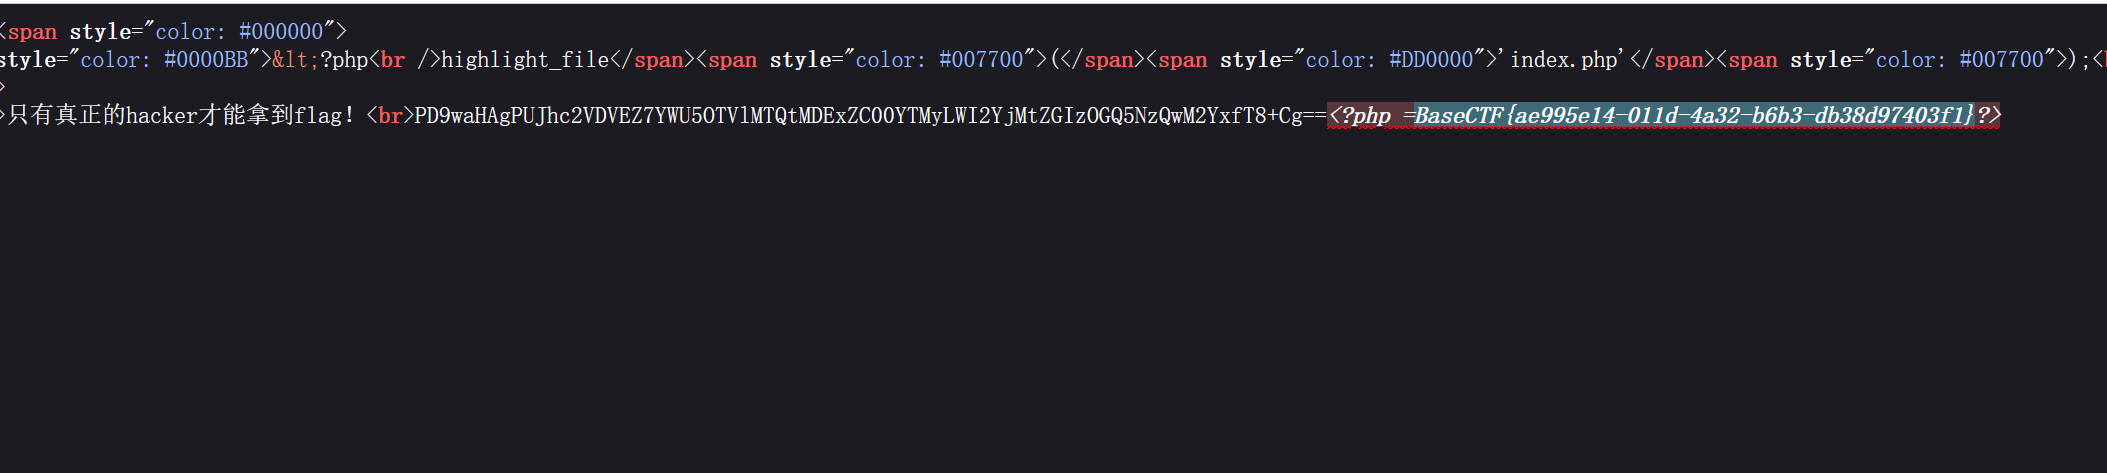 <span style="color: #000000">
style="color: #0000BB">&lt;?php<br />highlight_file</span><span style="color: #007700">(</span><span style="color: #DD0000">'index.php'</span><span style="color: #007700">);<
>
>只有真正的hacker才能拿到flag！<br>PD9waHAgPUJhc2VDVEZ7YWU5OTVlMTQtMDExZC00YTMyLWI2YjMtZGIzOGQ5NzQwM2YxfT8+Cg==<?php =BaseCTF{ae995e14-011d-4a32-b6b3-db38d97403f1}?>